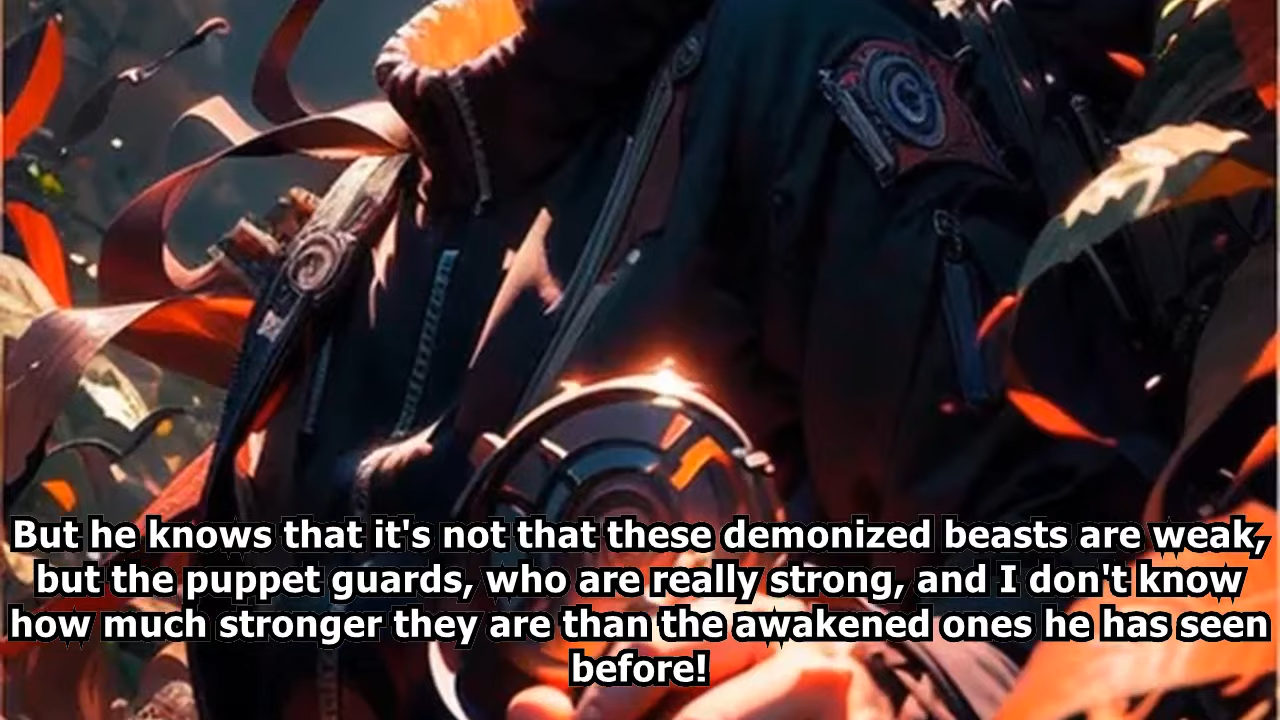 But he knows that it's not that these demonized beasts are weak,
but the puppet guards, who are really strong, and I don't know
how much stronger they are than the awakened ones he has seen
before!